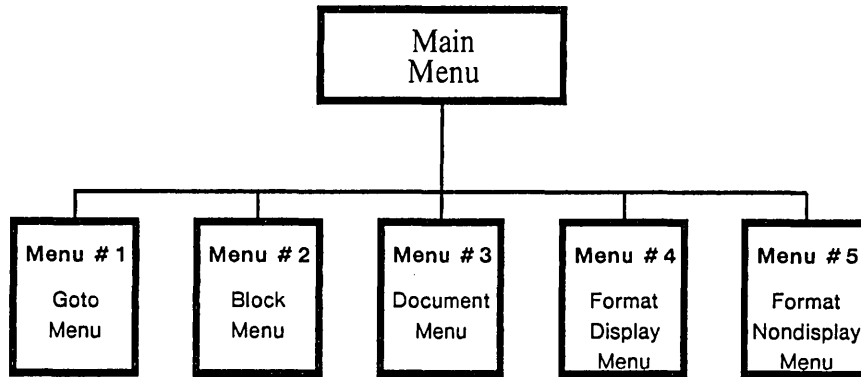 Main
Menu
Menu #1
Goto
Menu
Menu #2
Block
Menu
Menu #3
Document
Menu
Menu #4
Format
Display
Menu
Menu #5
Format
Nondisplay
Menu